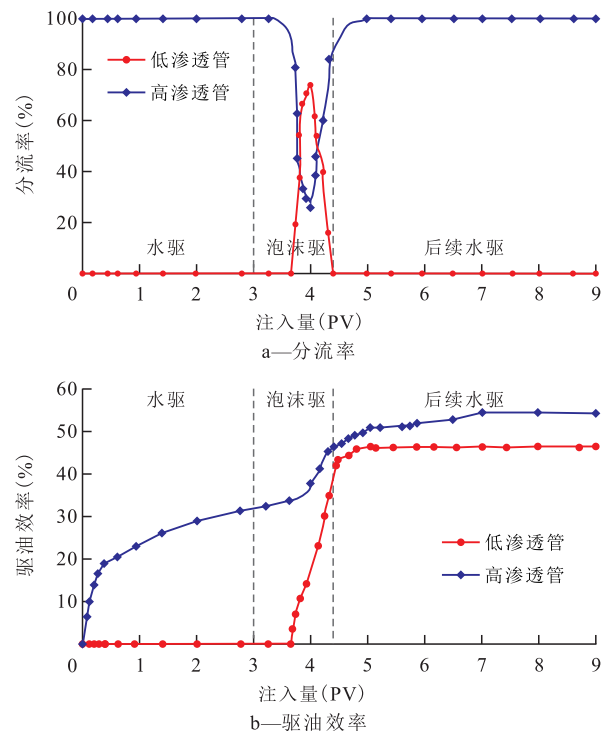 100
80
60
40
20
0
分流率(%)
低渗透管
高渗透管
水驱
泡沫驱
后续水驱
1 2 3 4 5 6 7 8 9
注入量(PV)
a—分流率
60
50
40
30
20
10
0
驱油效率(%)
水驱
泡沫驱
后续水驱
低渗透管
高渗透管
1 2 3 4 5 6 7 8 9
注入量(PV)
b—驱油效率